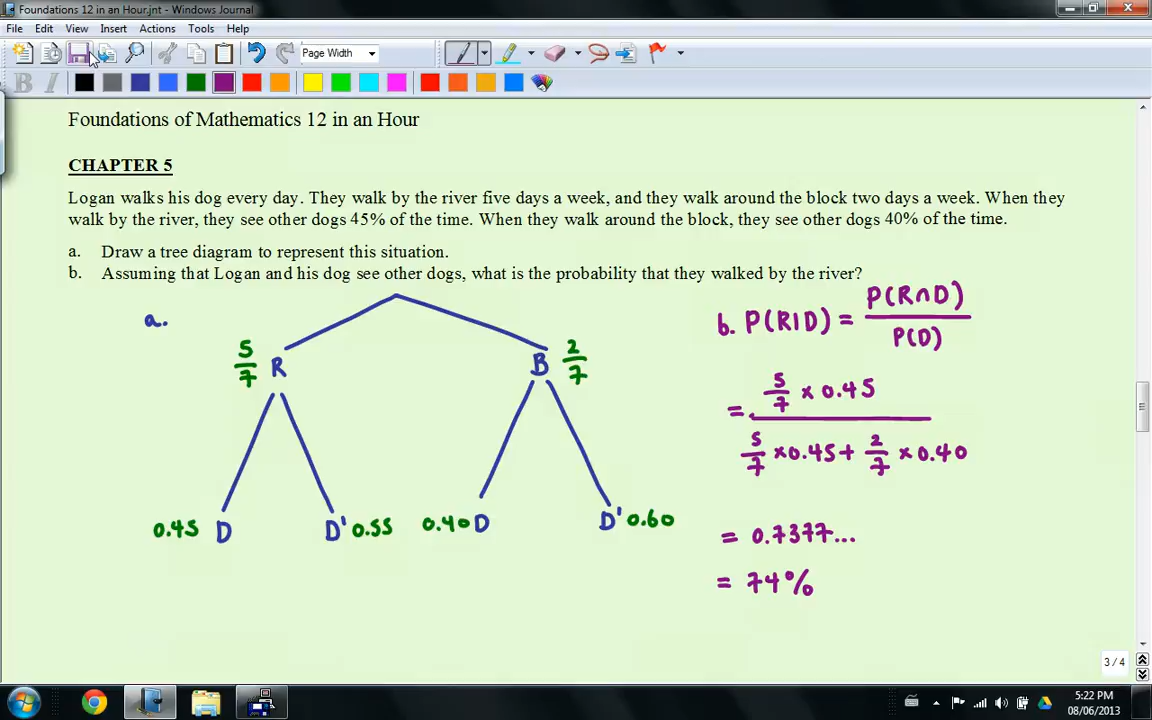 Foundations 12 in an Hour.jnt - Windows Journal
File Edit View Insert Actions Tools Help
Page Width
B I
Foundations of Mathematics 12 in an Hour
CHAPTER 5
Logan walks his dog every day. They walk by the river five days a week, and they walk around the block two days a week. When they
walk by the river, they see other dogs 45% of the time. When they walk around the block, they see other dogs 40% of the time.
a. Draw a tree diagram to represent this situation.
b. Assuming that Logan and his dog see other dogs, what is the probability that they walked by the river?
a.
5/7 R B 2/7
0.45 D D' 0.55 0.40 D D' 0.60
b. P(R|D) = P(R∩D) / P(D)
= 5/7 × 0.45 / 5/7 × 0.45 + 2/7 × 0.40
= 0.7377...
= 74%
3 / 4
5:22 PM
08/06/2013